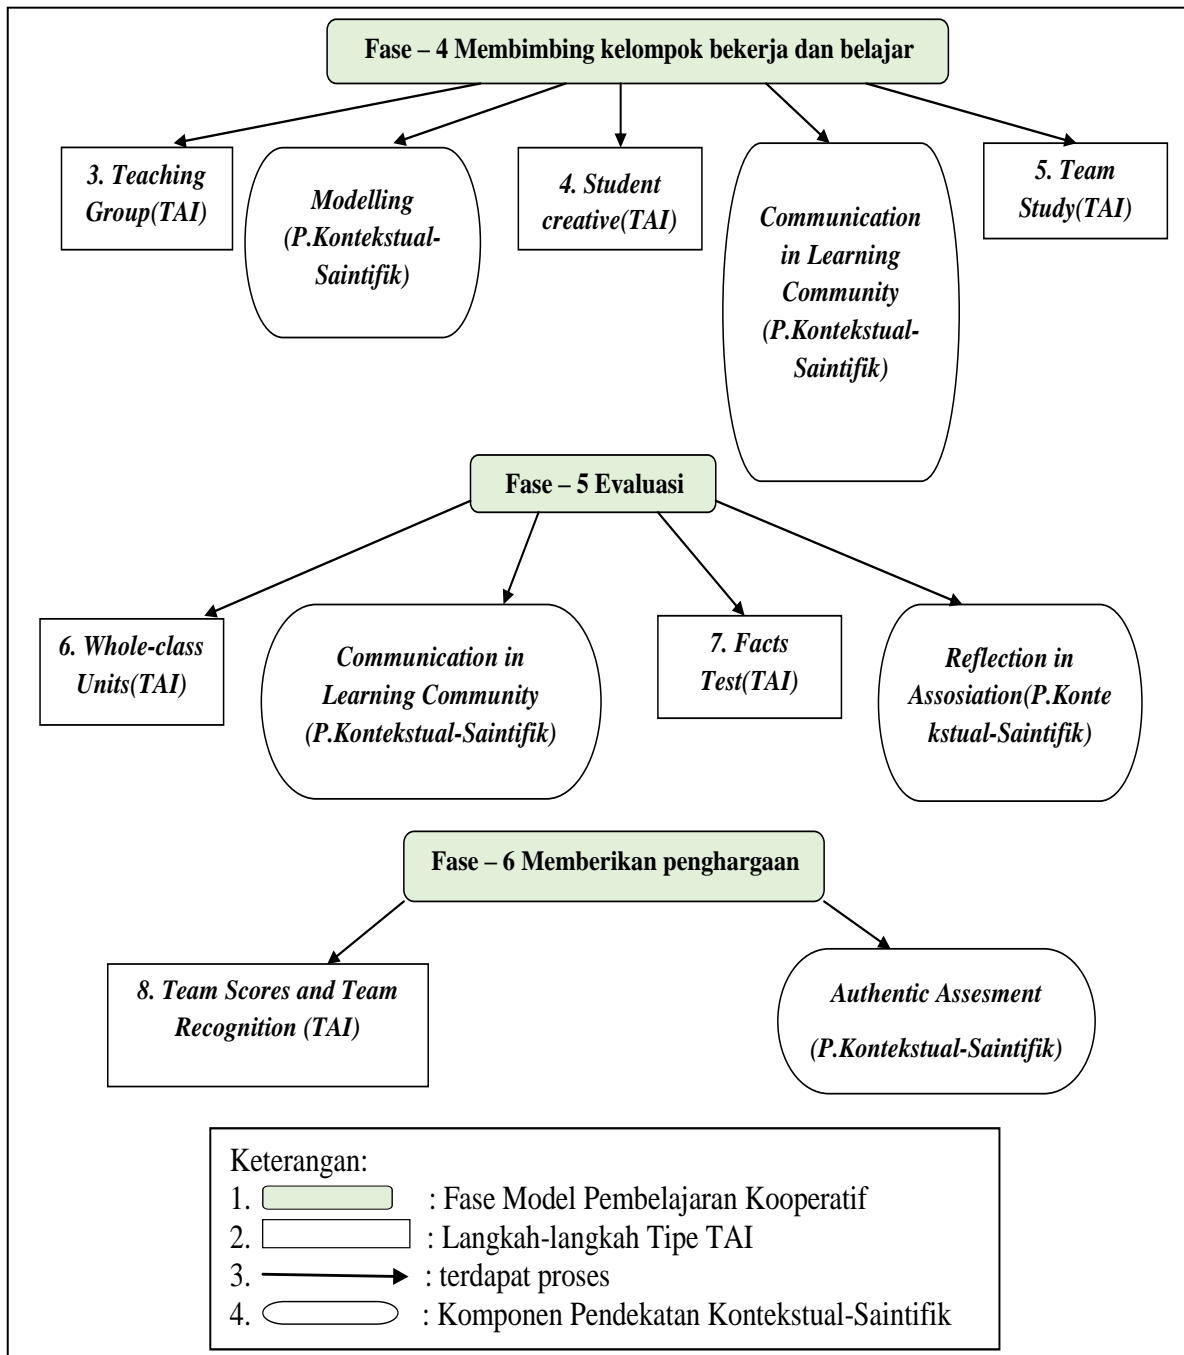 Fase – 4 Membimbing kelompok bekerja dan belajar
3. Teaching
Group(TAI)
Modelling
(P.Kontekstual-
Saintifik)
4. Student
creative(TAI)
Communication
in Learning
Community
(P.Kontekstual-
Saintifik)
5. Team
Study(TAI)
Fase – 5 Evaluasi
6. Whole-class
Units(TAI)
Communication in
Learning Community
(P.Kontekstual-Saintifik)
7. Facts
Test(TAI)
Reflection in
Assosiation(P.Konte
kstual-Saintifik)
Fase – 6 Memberikan penghargaan
8. Team Scores and Team
Recognition (TAI)
Authentic Assesment
(P.Kontekstual-Saintifik)
Keterangan:
1. : Fase Model Pembelajaran Kooperatif
2. : Langkah-langkah Tipe TAI
3. : terdapat proses
4. : Komponen Pendekatan Kontekstual-Saintifik